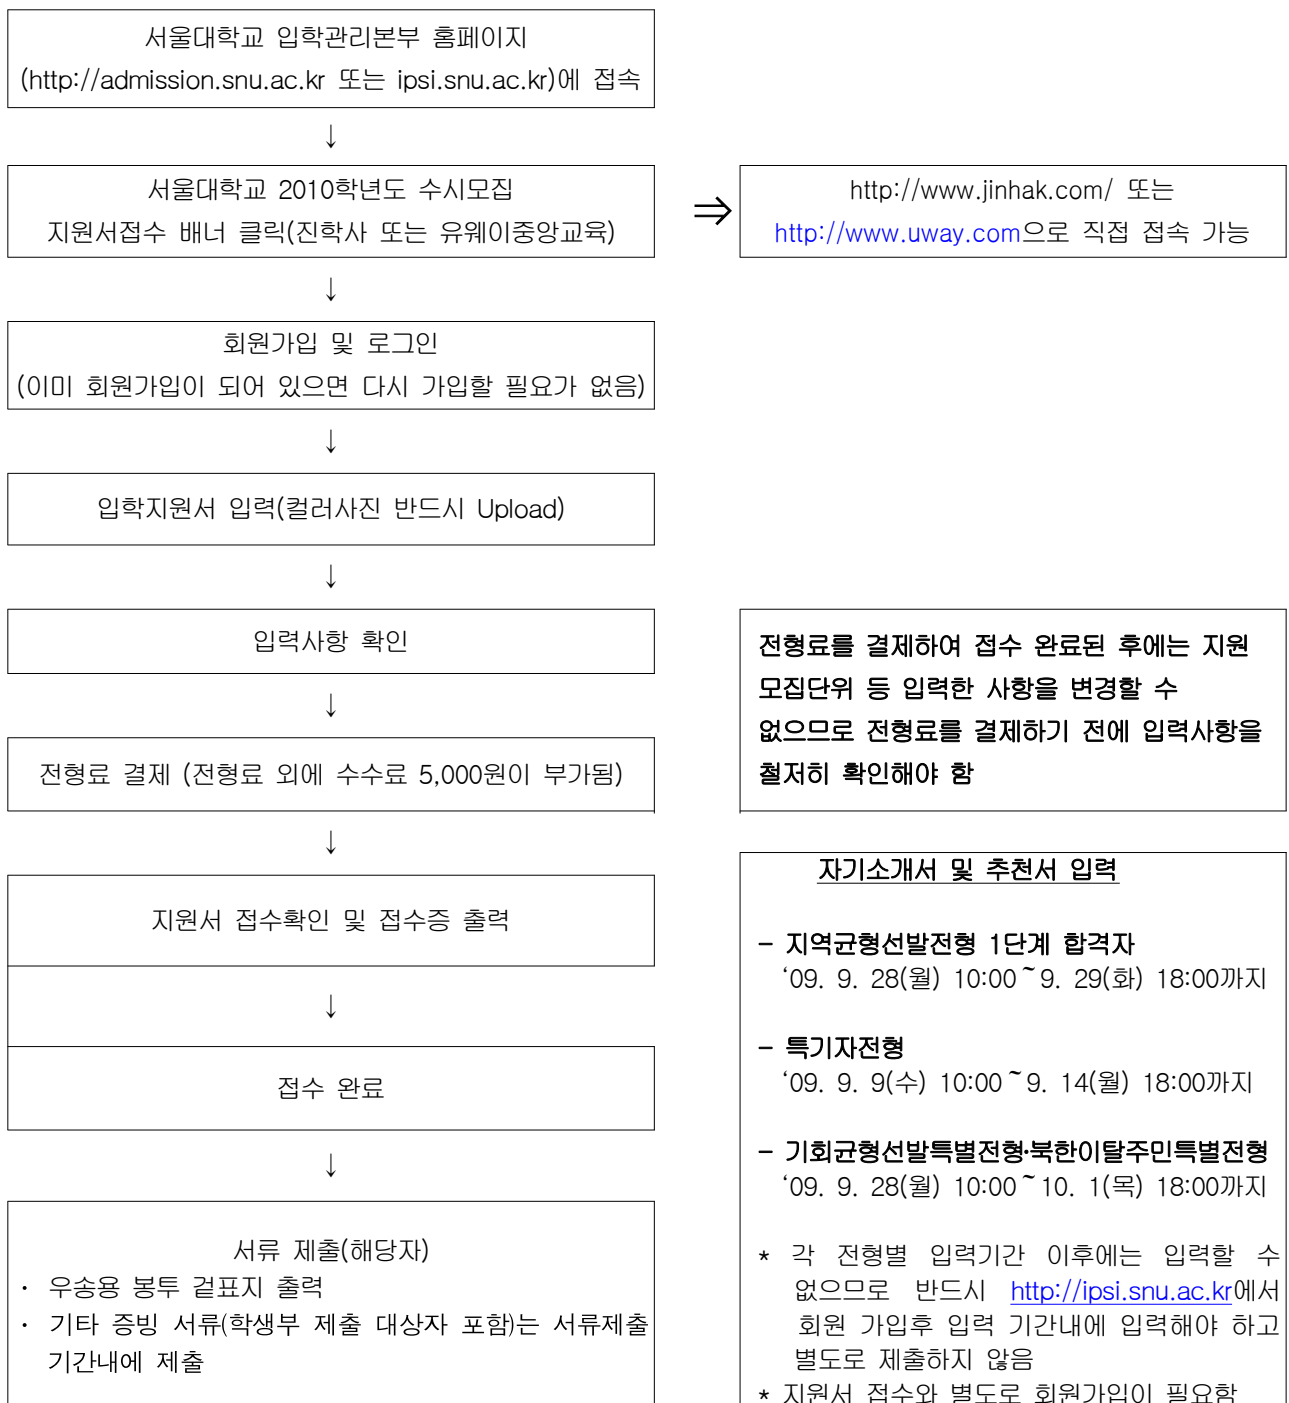 서울대학교 입학관리본부 홈페이지
(http://admission.snu.ac.kr 또는 ipsi.snu.ac.kr)에 접속
↓
서울대학교 2010학년도 수시모집
지원서접수 배너 클릭(진학사 또는 유웨이중앙교육)
⇒
http://www.jinhak.com/ 또는
http://www.uway.com으로 직접 접속 가능
↓
회원가입 및 로그인
(이미 회원가입이 되어 있으면 다시 가입할 필요가 없음)
↓
입학지원서 입력(컬러사진 반드시 Upload)
↓
입력사항 확인
↓
전형료 결제 (전형료 외에 수수료 5,000원이 부가됨)
전형료를 결제하여 접수 완료된 후에는 지원
모집단위 등 입력한 사항을 변경할 수
없으므로 전형료를 결제하기 전에 입력사항을
철저히 확인해야 함
↓
지원서 접수확인 및 접수증 출력
↓
접수 완료
↓
서류 제출(해당자)
· 우송용 봉투 겉표지 출력
· 기타 증빙 서류(학생부 제출 대상자 포함)는 서류제출
기간내에 제출
자기소개서 및 추천서 입력
- 지역균형선발전형 1단계 합격자
‘09. 9. 28(월) 10:00~9. 29(화) 18:00까지
- 특기자전형
‘09. 9. 9(수) 10:00~9. 14(월) 18:00까지
- 기회균형선발특별전형·북한이탈주민특별전형
‘09. 9. 28(월) 10:00~10. 1(목) 18:00까지
* 각 전형별 입력기간 이후에는 입력할 수
없으므로 반드시 http://ipsi.snu.ac.kr에서
회원 가입후 입력 기간내에 입력해야 하고
별도로 제출하지 않음
* 지원서 접수와 별도로 회원가입이 필요함